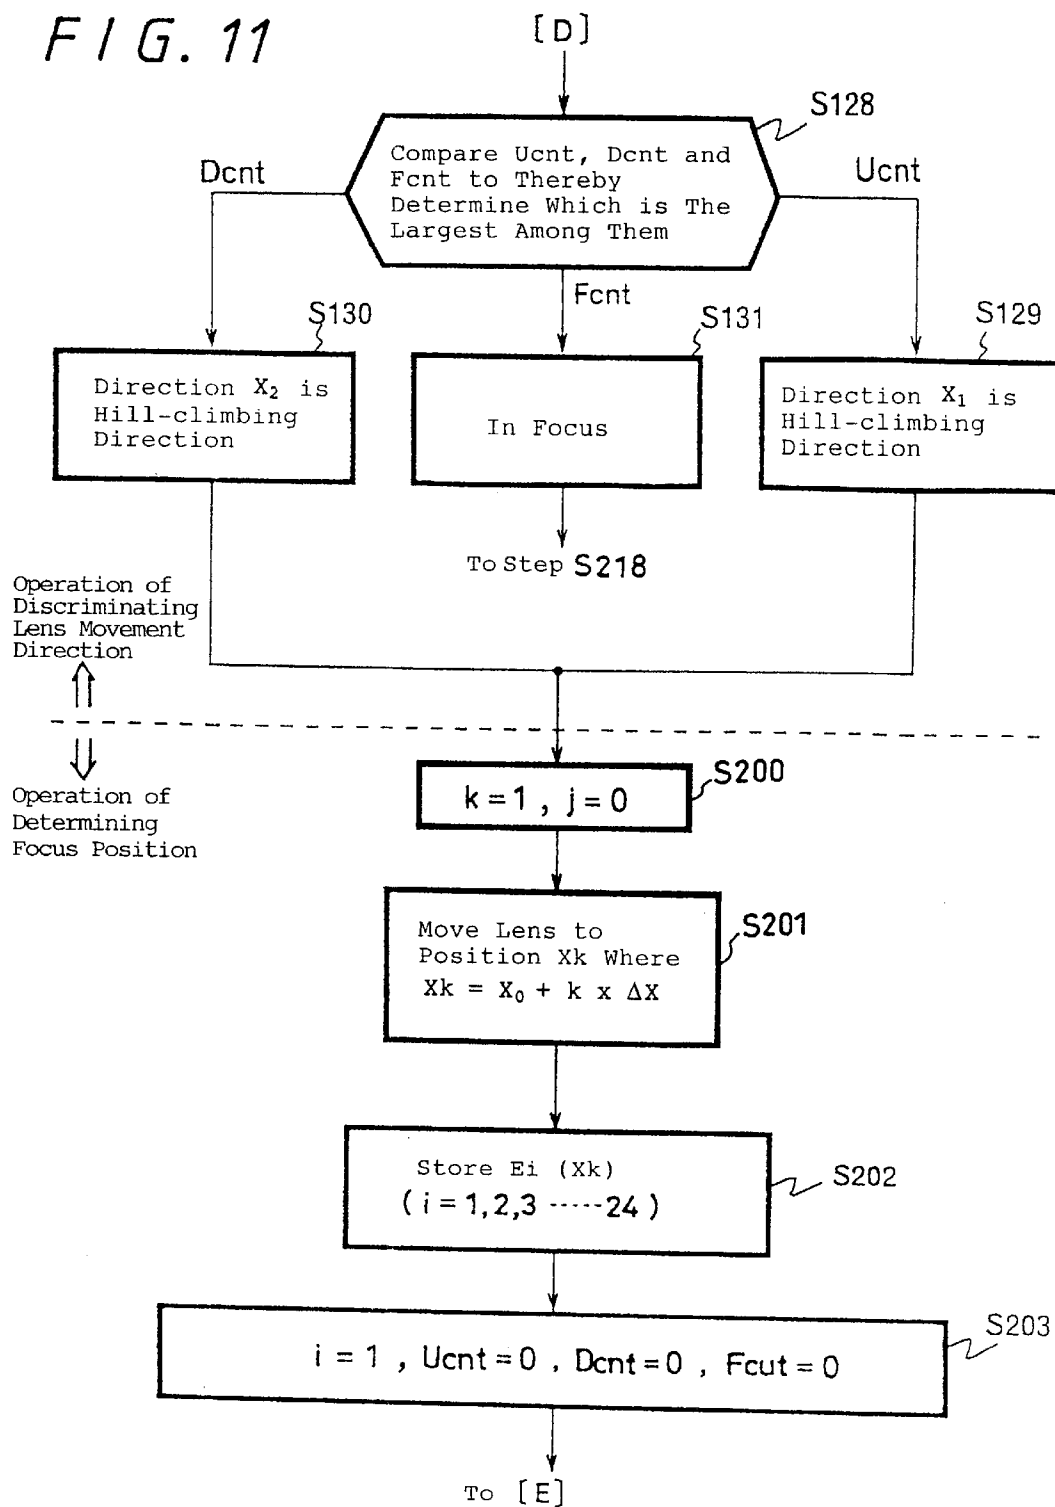 FIG. 11
[D]
S128
Compare Ucnt, Dcnt and
Fcnt to Thereby
Determine Which is The
Largest Among Them
Dcnt
Ucnt
Fcnt
S130
Direction X₂ is
Hill-climbing
Direction
S131
In Focus
S129
Direction X₁ is
Hill-climbing
Direction
To Step S218
Operation of
Discriminating
Lens Movement
Direction
Operation of
Determining
Focus Position
S200
k = 1 , j = 0
S201
Move Lens to
Position Xk Where
Xk = X₀ + k x ΔX
S202
Store Ei (Xk)
( i = 1,2,3 ·····24 )
S203
i = 1 , Ucnt = 0 , Dcnt = 0 , Fcut = 0
To [E]